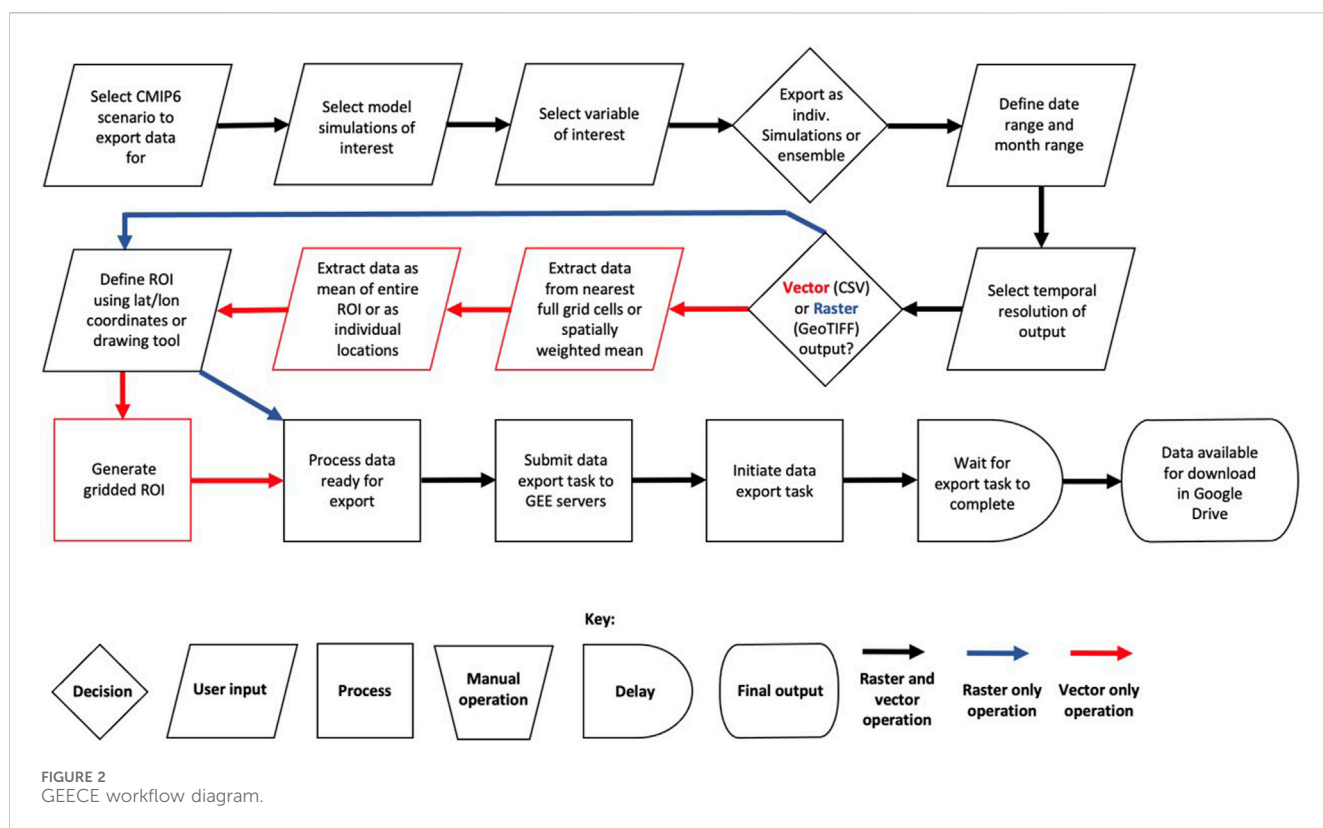 Select CMIP6
scenario to
export data
for
Select model
simulations of
interest
Select variable
of interest
Export as
indiv.
Simulations or
ensemble
Define date
range and
month range
Define ROI
using lat/lon
coordinates or
drawing tool
Extract data as
mean of entire
ROI or as
individual
locations
Extract data
from nearest
full grid cells or
spatially
weighted mean
Vector (CSV)
or Raster
(GeoTIFF)
output?
Select temporal
resolution of
output
Generate
gridded ROI
Process data
ready for
export
Submit data
export task to
GEE servers
Initiate data
export task
Wait for
export task to
complete
Data available
for download
in Google
Drive
Key:
Decision
User input
Process
Manual
operation
Delay
Final output
Raster and
vector
operation
Raster only
operation
Vector only
operation
FIGURE 2
GEECE workflow diagram.